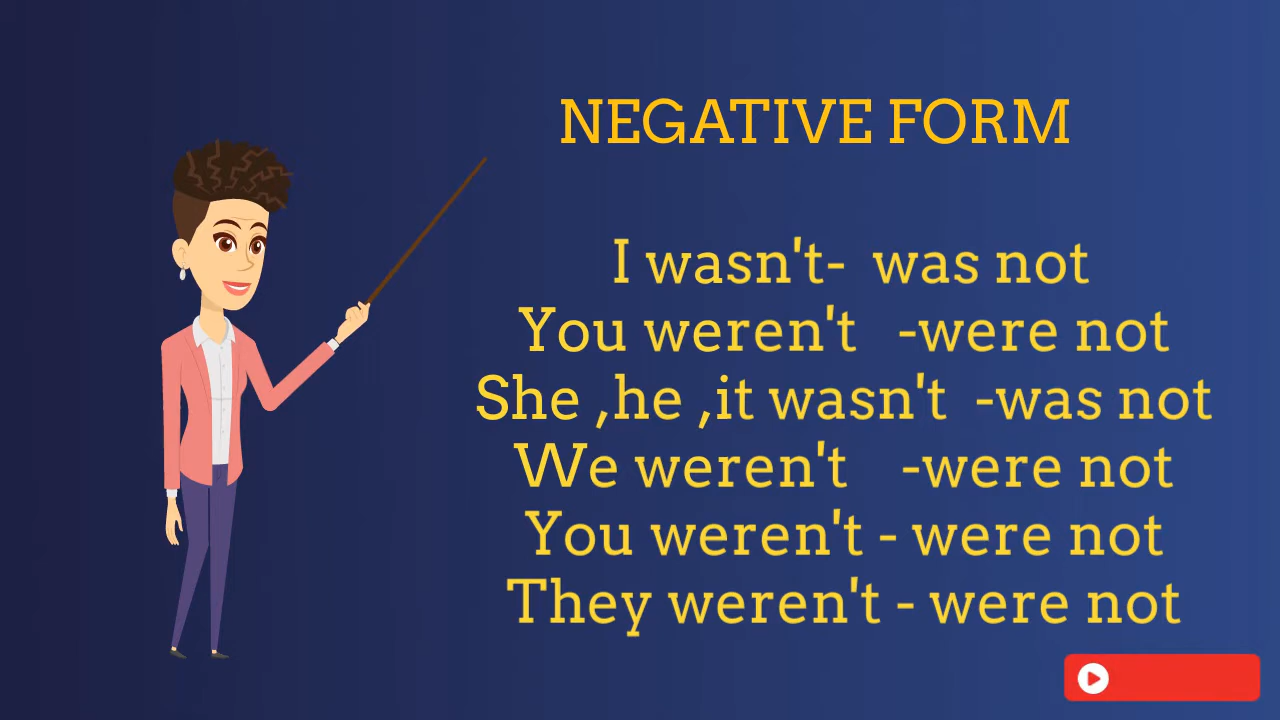 NEGATIVE FORM
I wasn't- was not
You weren't -were not
She ,he ,it wasn't -was not
We weren't -were not
You weren't - were not
They weren't - were not